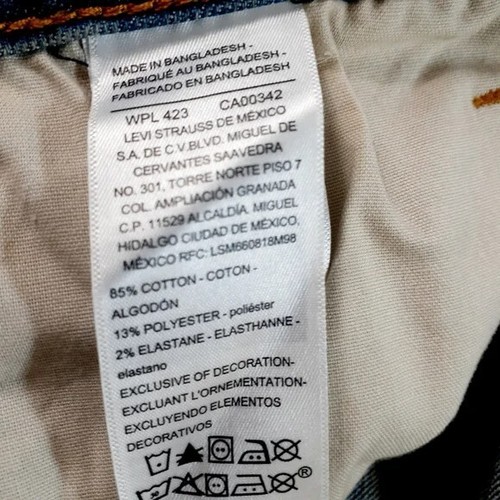 MADE IN BANGLADESH -
FABRIQUÉ AU BANGLADESH -
FABRICADO EN BANGLADESH
WPL 423 CA00342
LEVI STRAUSS DE MÉXICO
S.A. DE C.V.BLVD. MIGUEL DE
CERVANTES SAAVEDRA
NO. 301, TORRE NORTE PISO 7
COL. AMPLIACIÓN GRANADA
C.P. 11529 ALCALDÍA. MIGUEL
HIDALGO CIUDAD DE MÉXICO,
MÉXICO RFC: LSM660818M98
85% COTTON - COTON -
ALGODÓN
13% POLYESTER - poliéster
2% ELASTANE - ELASTHANNE -
elastano
EXCLUSIVE OF DECORATION-
EXCLUANT L'ORNEMENTATION-
EXCLUYENDO ELEMENTOS
DECORATIVOS
®